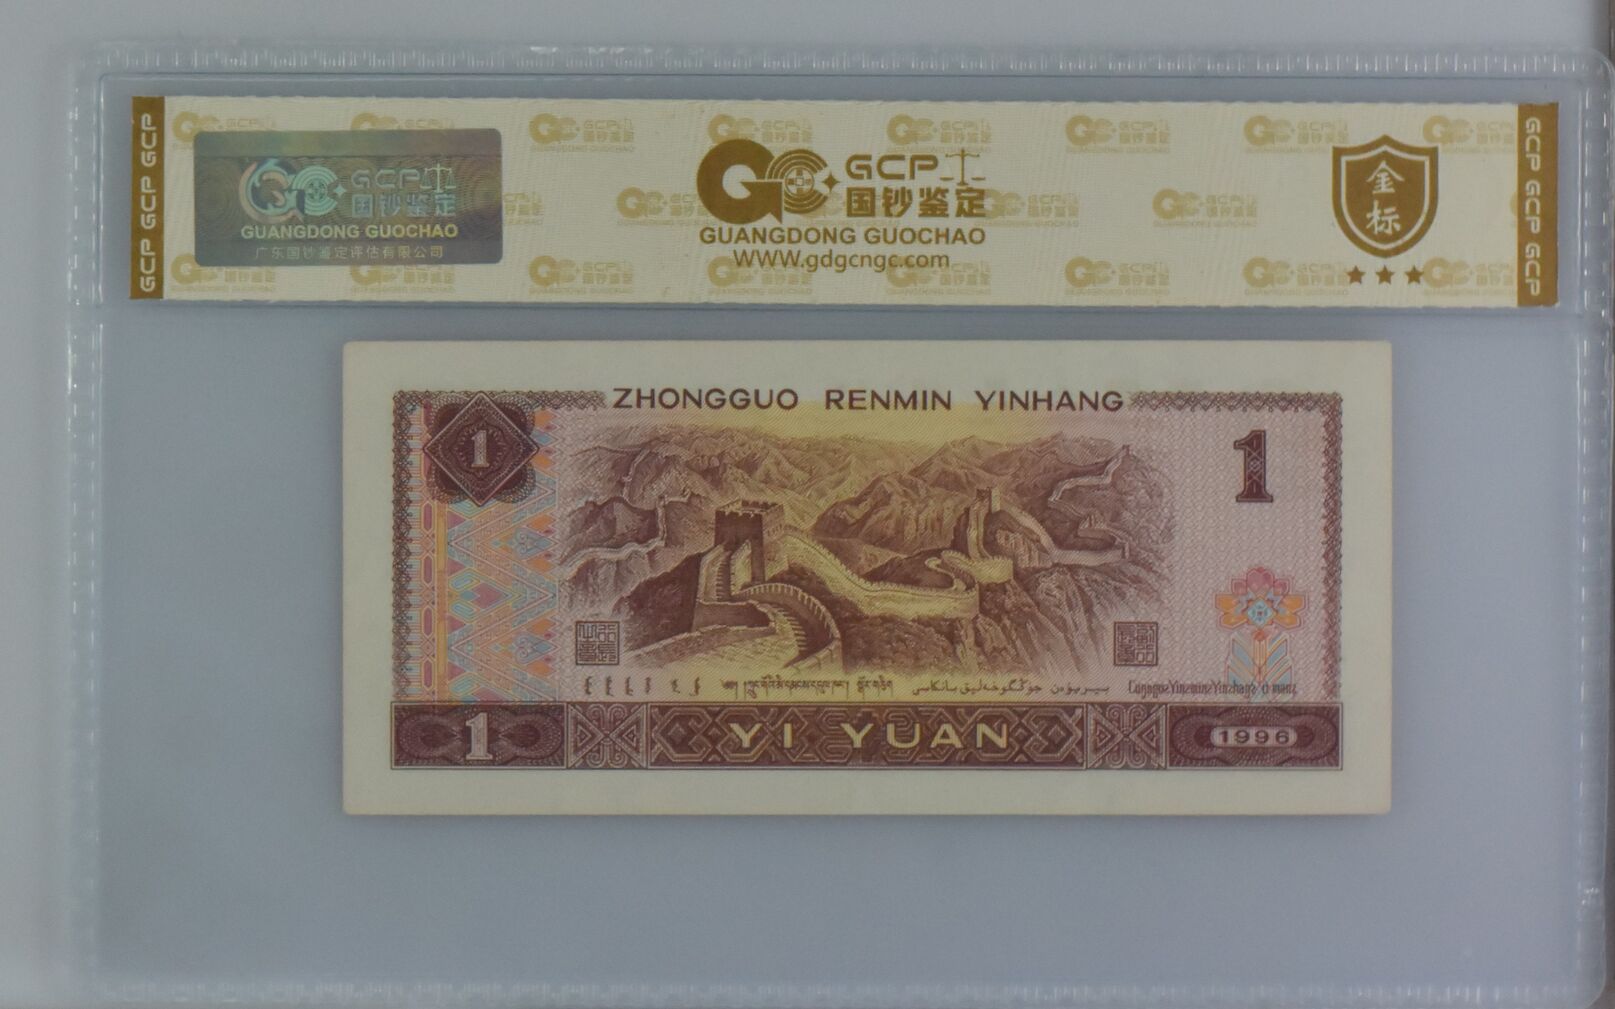 GCP GCP GCP
GCP
国钞鉴定
GUANGDONG GUOCHAO
广东国钞鉴定评估有限公司
GCP
国钞鉴定
GUANGDONG GUOCHAO
WWW.gdgcngc.com
金标
GCP GCP GCP
ZHONGGUO RENMIN YINHANG
1
1
1
YI YUAN
1996